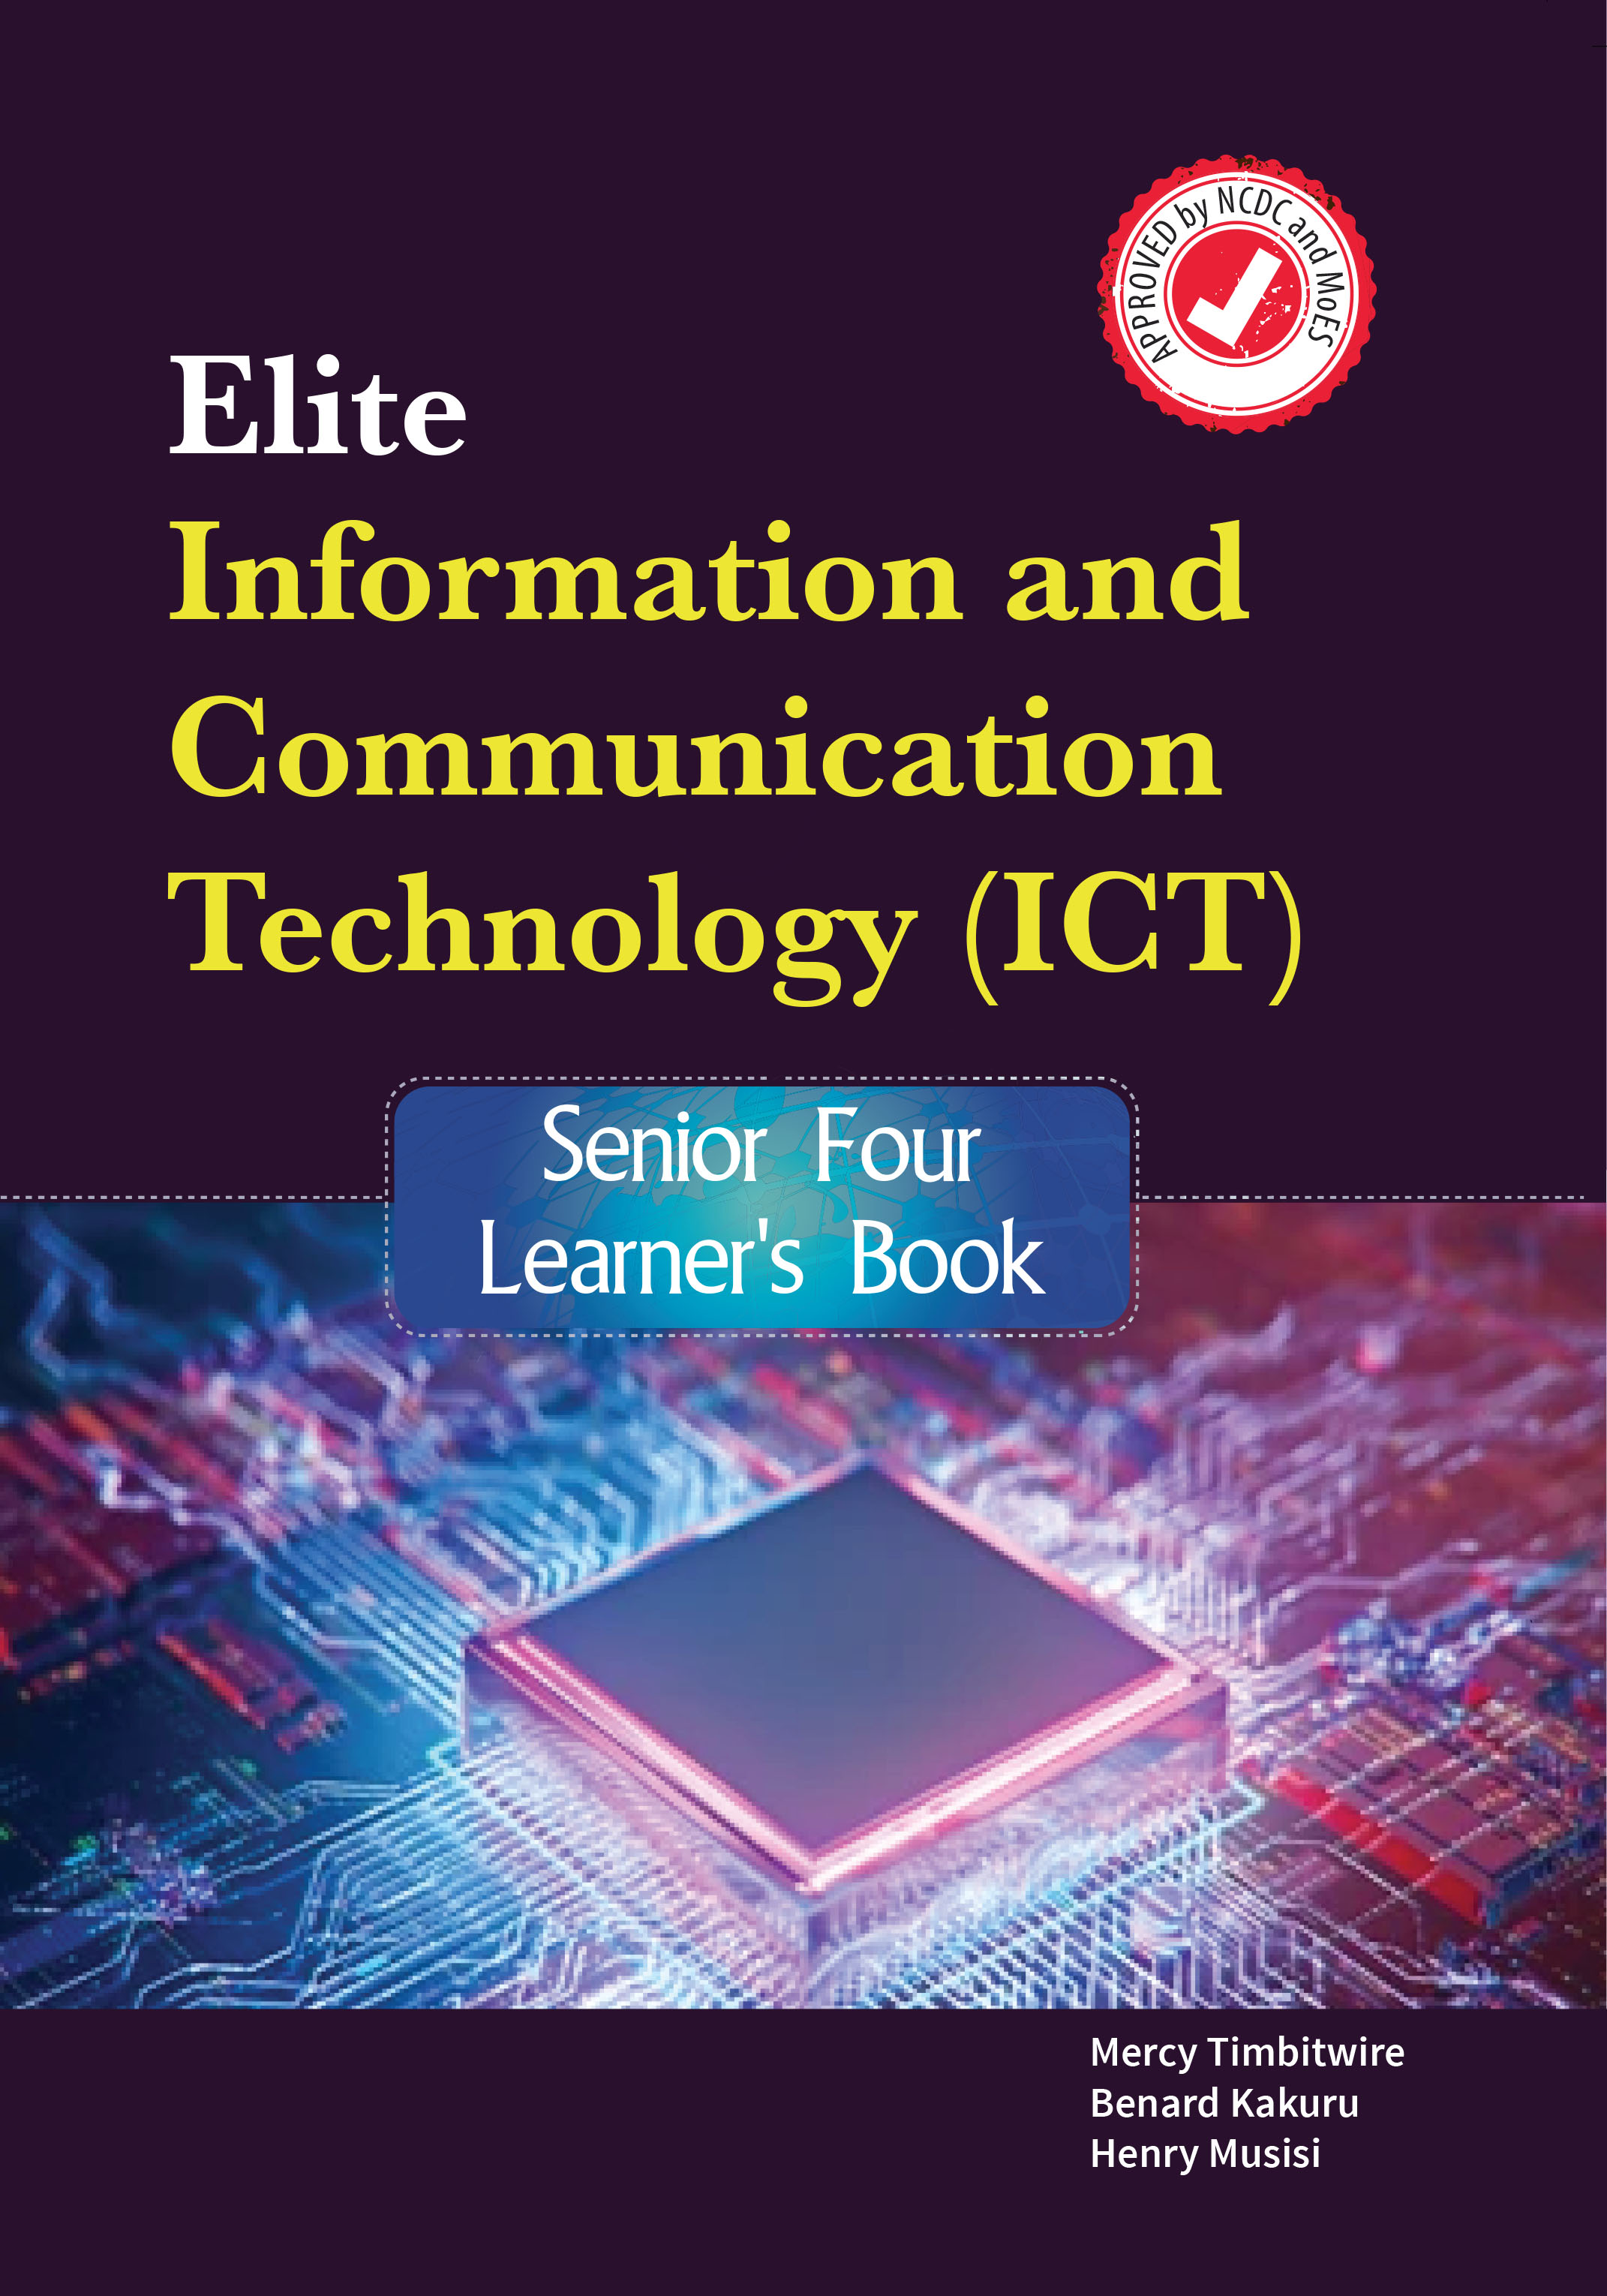 APPROVED by NCDC and MoES
Elite
Information and
Communication
Technology (ICT)
Senior Four
Learner's Book
Mercy Timbitwire
Benard Kakuru
Henry Musisi